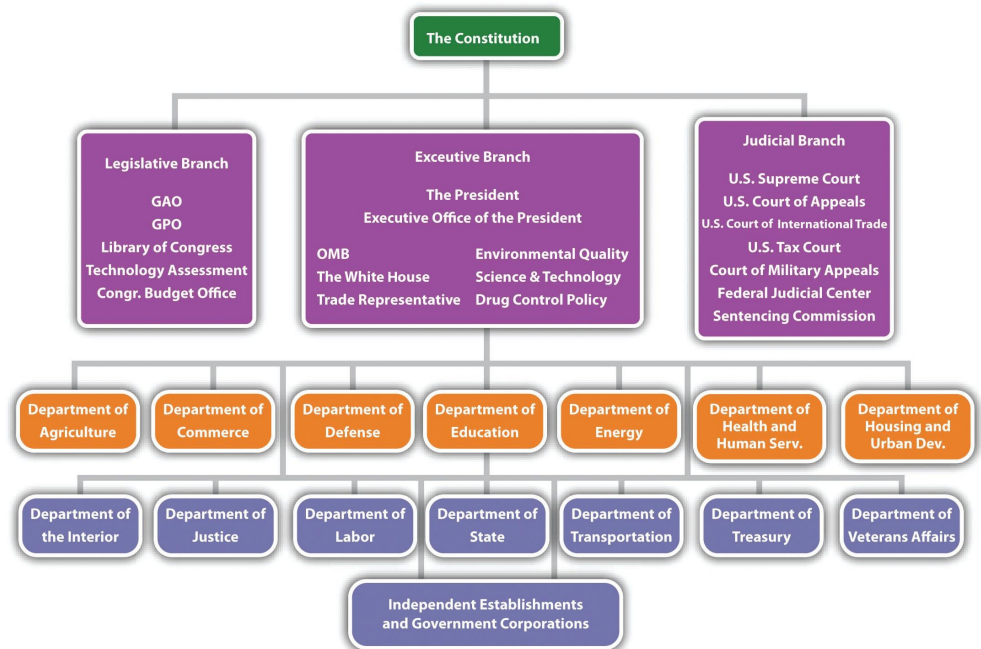 The Constitution
Legislative Branch
GAO
GPO
Library of Congress
Technology Assessment
Congr. Budget Office
Exceutive Branch
The President
Executive Office of the President
OMB
The White House
Trade Representative
Environmental Quality
Science & Technology
Drug Control Policy
Judicial Branch
U.S. Supreme Court
U.S. Court of Appeals
U.S. Court of International Trade
U.S. Tax Court
Court of Military Appeals
Federal Judicial Center
Sentencing Commission
Department of
Agriculture
Department of
Commerce
Department of
Defense
Department of
Education
Department of
Energy
Department of
Health and
Human Serv.
Department of
Housing and
Urban Dev.
Department of
the Interior
Department of
Justice
Department of
Labor
Department of
State
Department of
Transportation
Department of
Treasury
Department of
Veterans Affairs
Independent Establishments
and Government Corporations